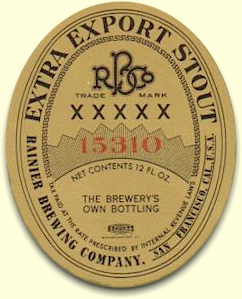 EXTRA EXPORT STOUT
RBCo
TRADE MARK
X X X X X
15310
NET CONTENTS 12 FL. OZ.
THE BREWERY'S
OWN BOTTLING
TAX PAID AT THE RATE PRESCRIBED BY INTERNAL REVENUE LAWS
RAINIER BREWING COMPANY, SAN FRANCISCO, CAL., U.S.A.